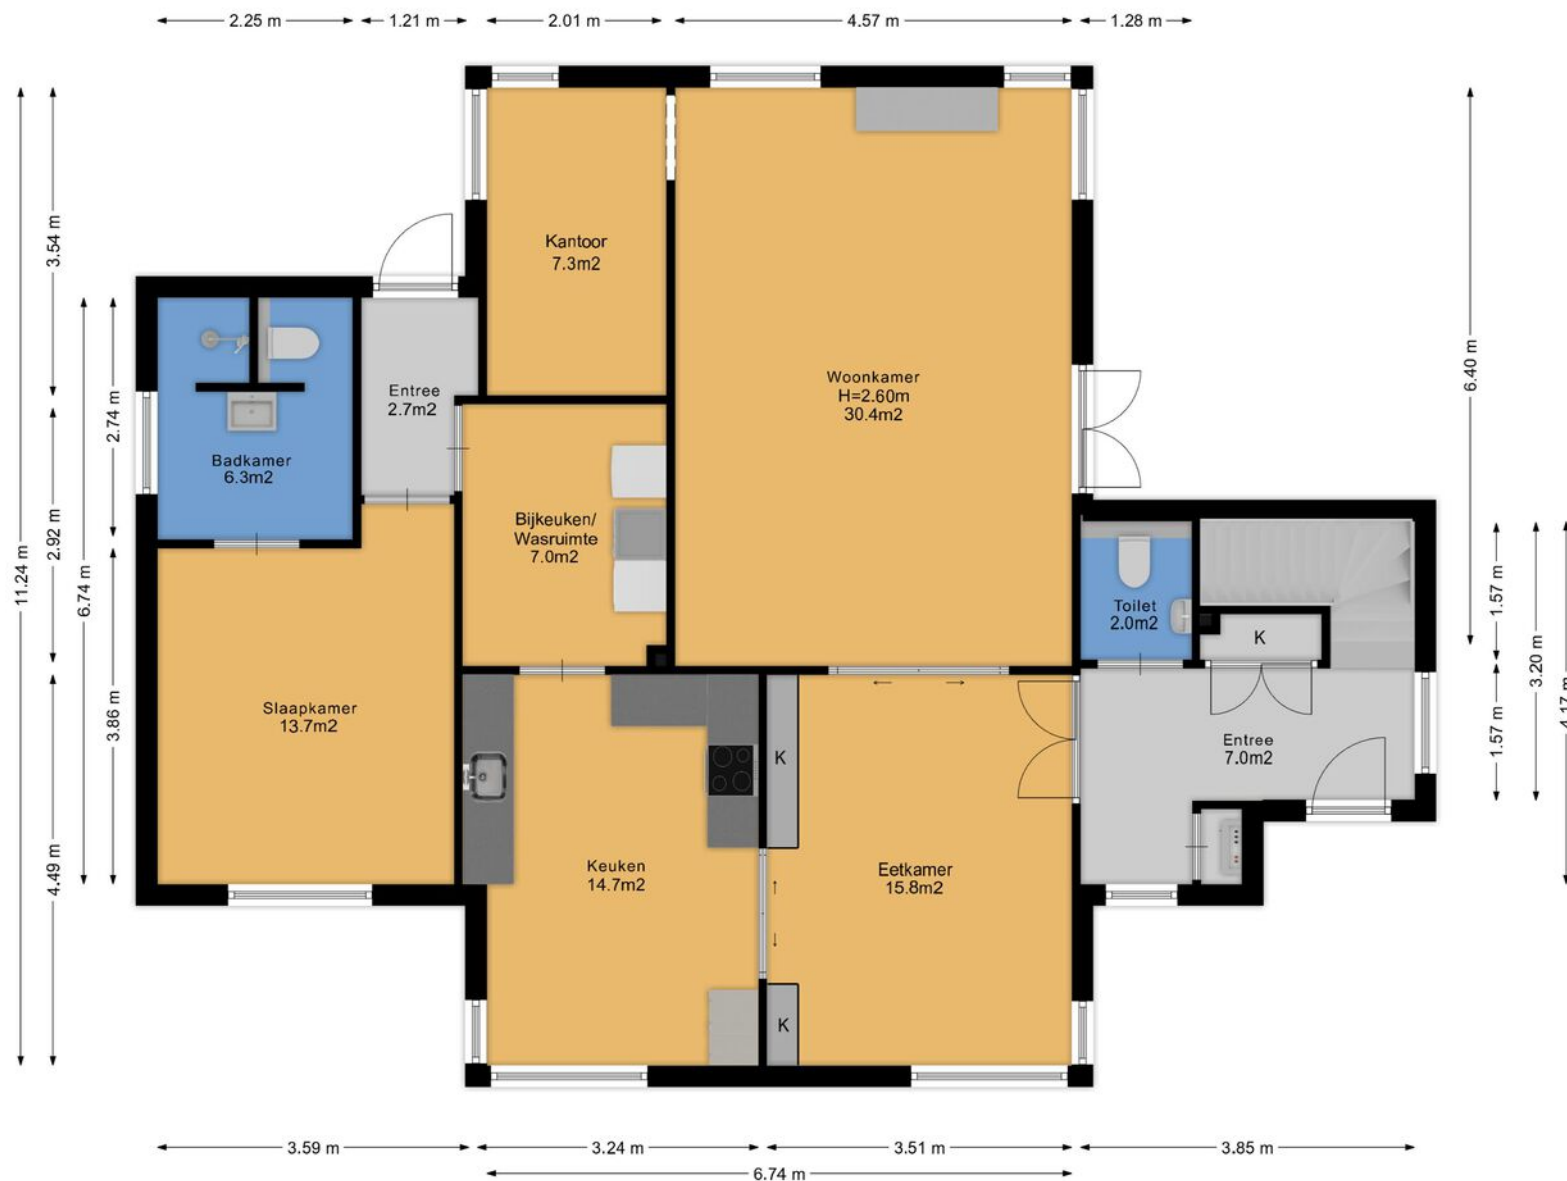 2.25 m
1.21 m
2.01 m
4.57 m
1.28 m
11.24 m
3.54 m
2.92 m
4.49 m
6.74 m
2.74 m
3.86 m
6.40 m
1.57 m
1.57 m
3.20 m
4.17 m
Kantoor
7.3m2
Woonkamer
H=2.60m
30.4m2
Entree
2.7m2
Badkamer
6.3m2
Bijkeuken/
Wasruimte
7.0m2
Toilet
2.0m2
K
Slaapkamer
13.7m2
K
Entree
7.0m2
Keuken
14.7m2
Eetkamer
15.8m2
K
3.59 m
3.24 m
3.51 m
3.85 m
6.74 m